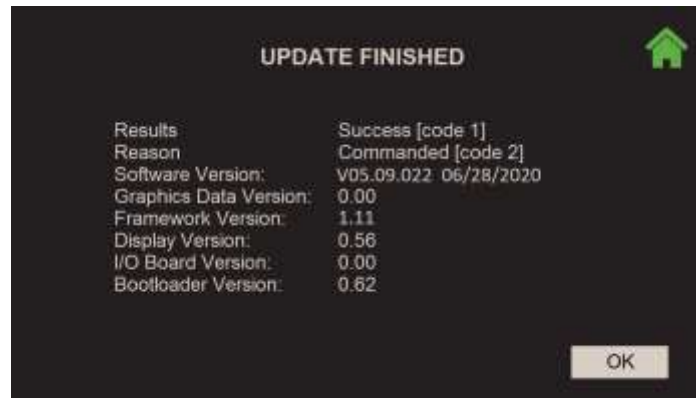 UPDATE FINISHED
Results Success [code 1]
Reason Commanded [code 2]
Software Version: V05.09.022 06/28/2020
Graphics Data Version: 0.00
Framework Version: 1.11
Display Version: 0.56
I/O Board Version: 0.00
Bootloader Version: 0.62
OK